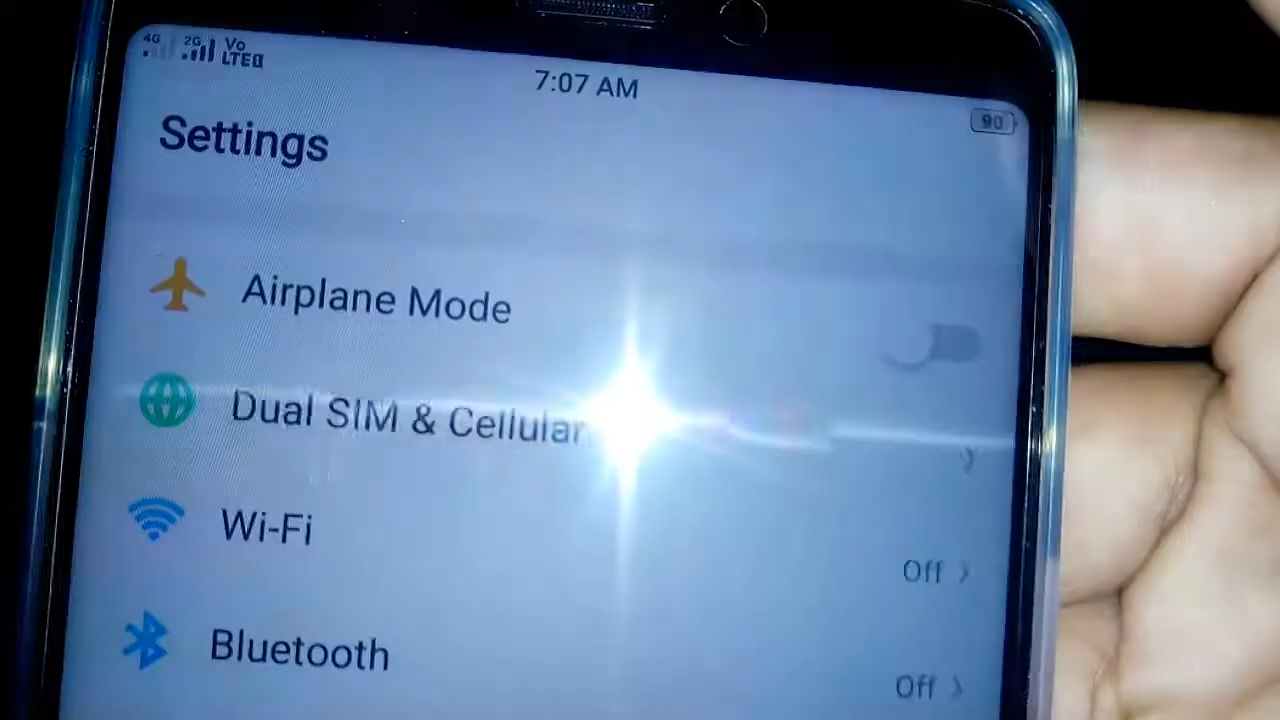 4G 2G Vo LTE
7:07 AM
90
Settings
Airplane Mode
Dual SIM & Cellular
Wi-Fi
Off
Bluetooth
Off